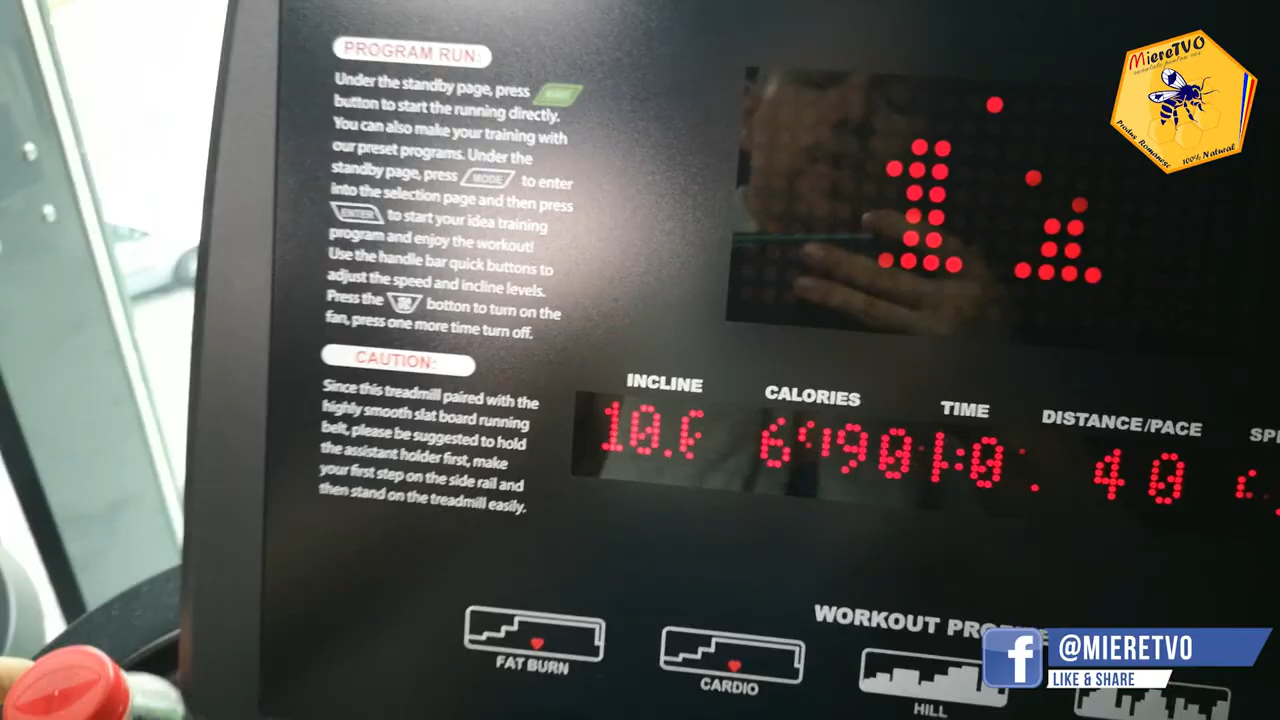 PROGRAM RUN:
Under the standby page, press START
button to start the running directly.
You can also make your training with
our preset programs. Under the
standby page, press MODE to enter
into the selection page and then press
ENTER to start your idea training
program and enjoy the workout!
Use the handle bar quick buttons to
adjust the speed and incline levels.
Press the botton to turn on the
fan, press one more time turn off.
CAUTION:
Since this treadmill paired with the
highly smooth slat board running
belt, please be suggested to hold
the assistant holder first, make
your first step on the side rail and
then stand on the treadmill easily.
INCLINE
CALORIES
TIME
DISTANCE/PACE
10.
40
WORKOUT
FAT BURN
CARDIO
HILL
MiereTVO
Produs Romanesc
100% Natural
@MIERETVO
LIKE & SHARE